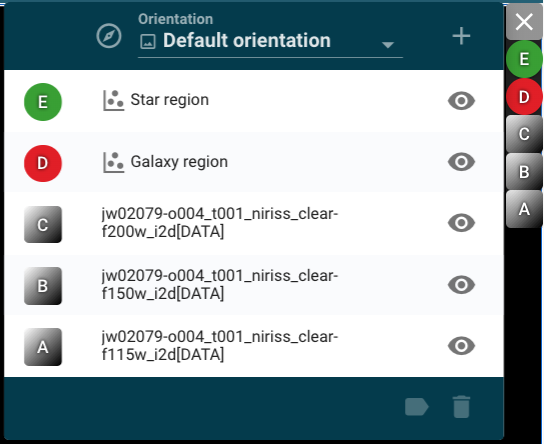 Orientation
Default orientation
E Star region
D Galaxy region
C jw02079-o004_t001_niriss_clear-
f200w_i2d[DATA]
B jw02079-o004_t001_niriss_clear-
f150w_i2d[DATA]
A jw02079-o004_t001_niriss_clear-
f115w_i2d[DATA]
E
D
C
B
A